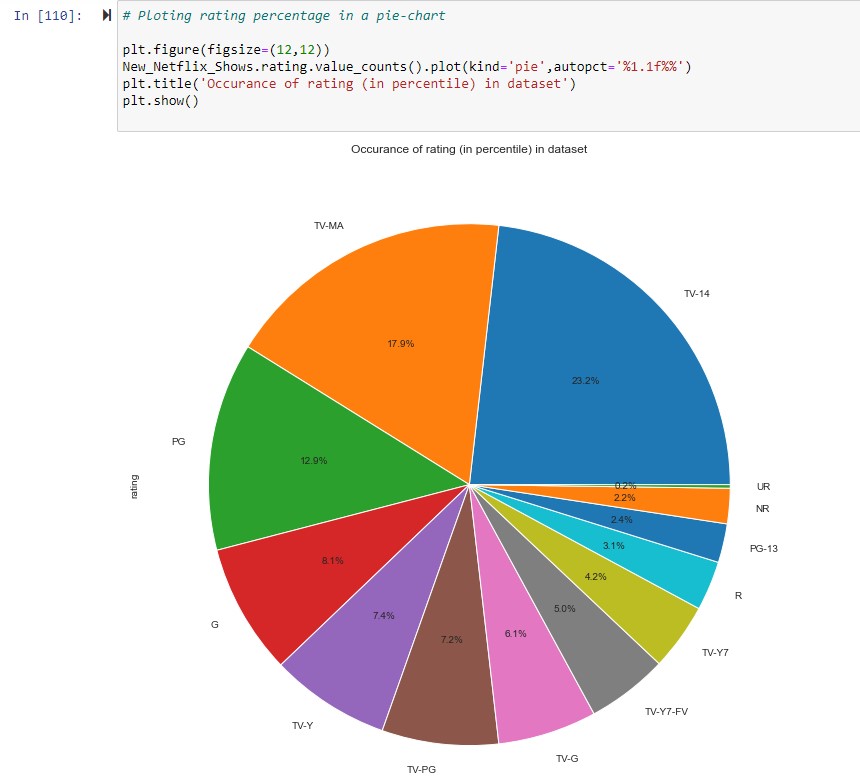 In [110]:
# Ploting rating percentage in a pie-chart
plt.figure(figsize=(12,12))
New_Netflix_Shows.rating.value_counts().plot(kind='pie',autopct='%1.1f%%')
plt.title('Occurance of rating (in percentile) in dataset')
plt.show()
Occurance of rating (in percentile) in dataset
TV-MA
TV-14
17.9%
23.2%
PG
12.9%
rating
0.2%
UR
2.2%
NR
2.4%
PG-13
3.1%
R
8.1%
4.2%
G
7.4%
5.0%
7.2%
6.1%
TV-Y7
TV-Y7-FV
TV-Y
TV-G
TV-PG